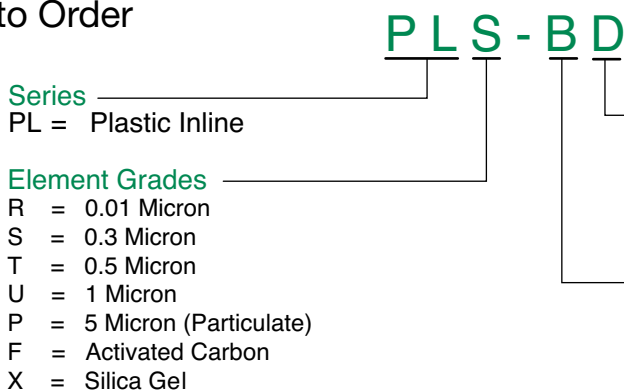 to Order
PLS-BD
Series
PL = Plastic Inline
Element Grades
R = 0.01 Micron
S = 0.3 Micron
T = 0.5 Micron
U = 1 Micron
P = 5 Micron (Particulate)
F = Activated Carbon
X = Silica Gel